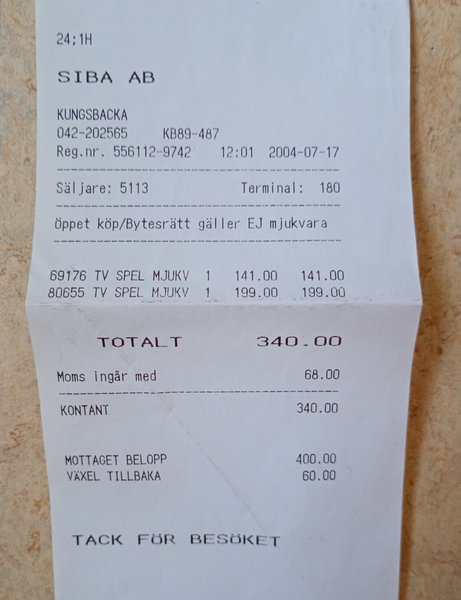 24;1H
SIBA AB
KUNGSBACKA
042-202565 KB89-487
Reg.nr. 556112-9742 12:01 2004-07-17
Säljare: 5113 Terminal: 180
Öppet köp/Bytesrätt gäller EJ mjukvara
69176 TV SPEL MJUKV 1 141.00 141.00
80655 TV SPEL MJUKV 1 199.00 199.00
TOTALT 340.00
Moms ingår med 68.00
KONTANT 340.00
MOTTAGET BELOPP 400.00
VÄXEL TILLBAKA 60.00
TACK FÖR BESÖKET